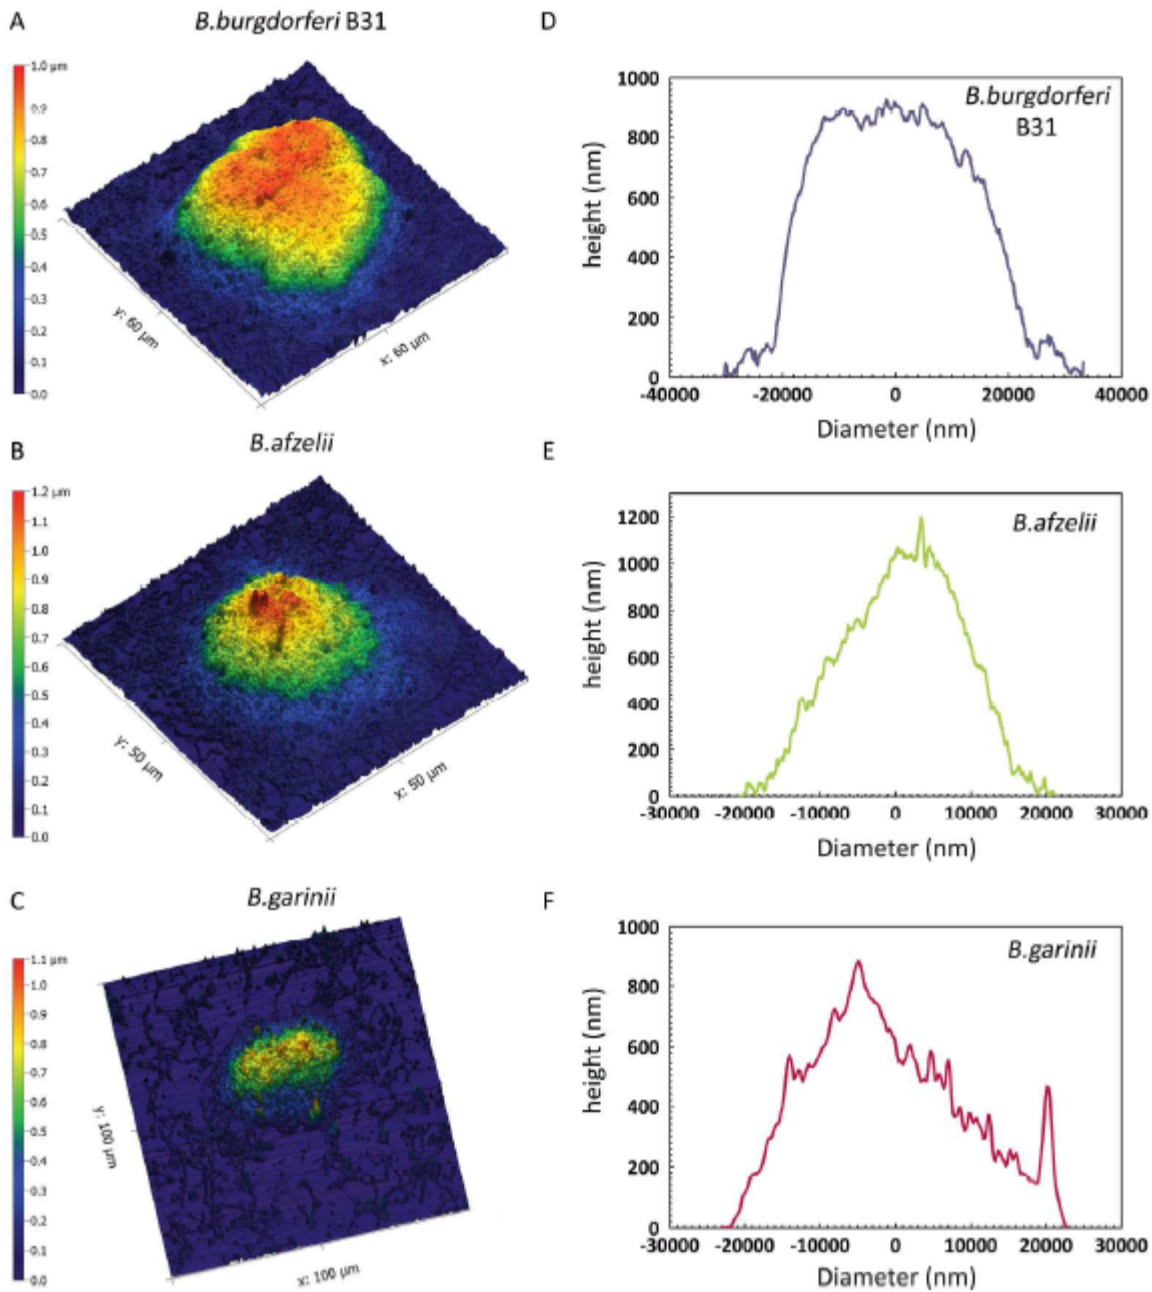 A
B.burgdorferi B31
1.0 µm
0.9
0.8
0.7
0.6
0.5
0.4
0.3
0.2
0.1
0.0
y: 60 µm
x: 60 µm
D
1000
800
600
400
200
0
height (nm)
B.burgdorferi
B31
-40000 -20000 0 20000 40000
Diameter (nm)
B
B.afzelii
1.2 µm
1.1
1.0
0.9
0.8
0.7
0.6
0.5
0.4
0.3
0.2
0.1
0.0
y: 50 µm
x: 50 µm
E
1200
1000
800
600
400
200
0
height (nm)
B.afzelii
-30000 -20000 -10000 0 10000 20000 30000
Diameter (nm)
C
B.garinii
1.1 µm
1.0
0.9
0.8
0.7
0.6
0.5
0.4
0.3
0.2
0.1
0.0
y: 100 µm
x: 100 µm
F
1000
800
600
400
200
0
height (nm)
B.garinii
-30000 -20000 -10000 0 10000 20000 30000
Diameter (nm)